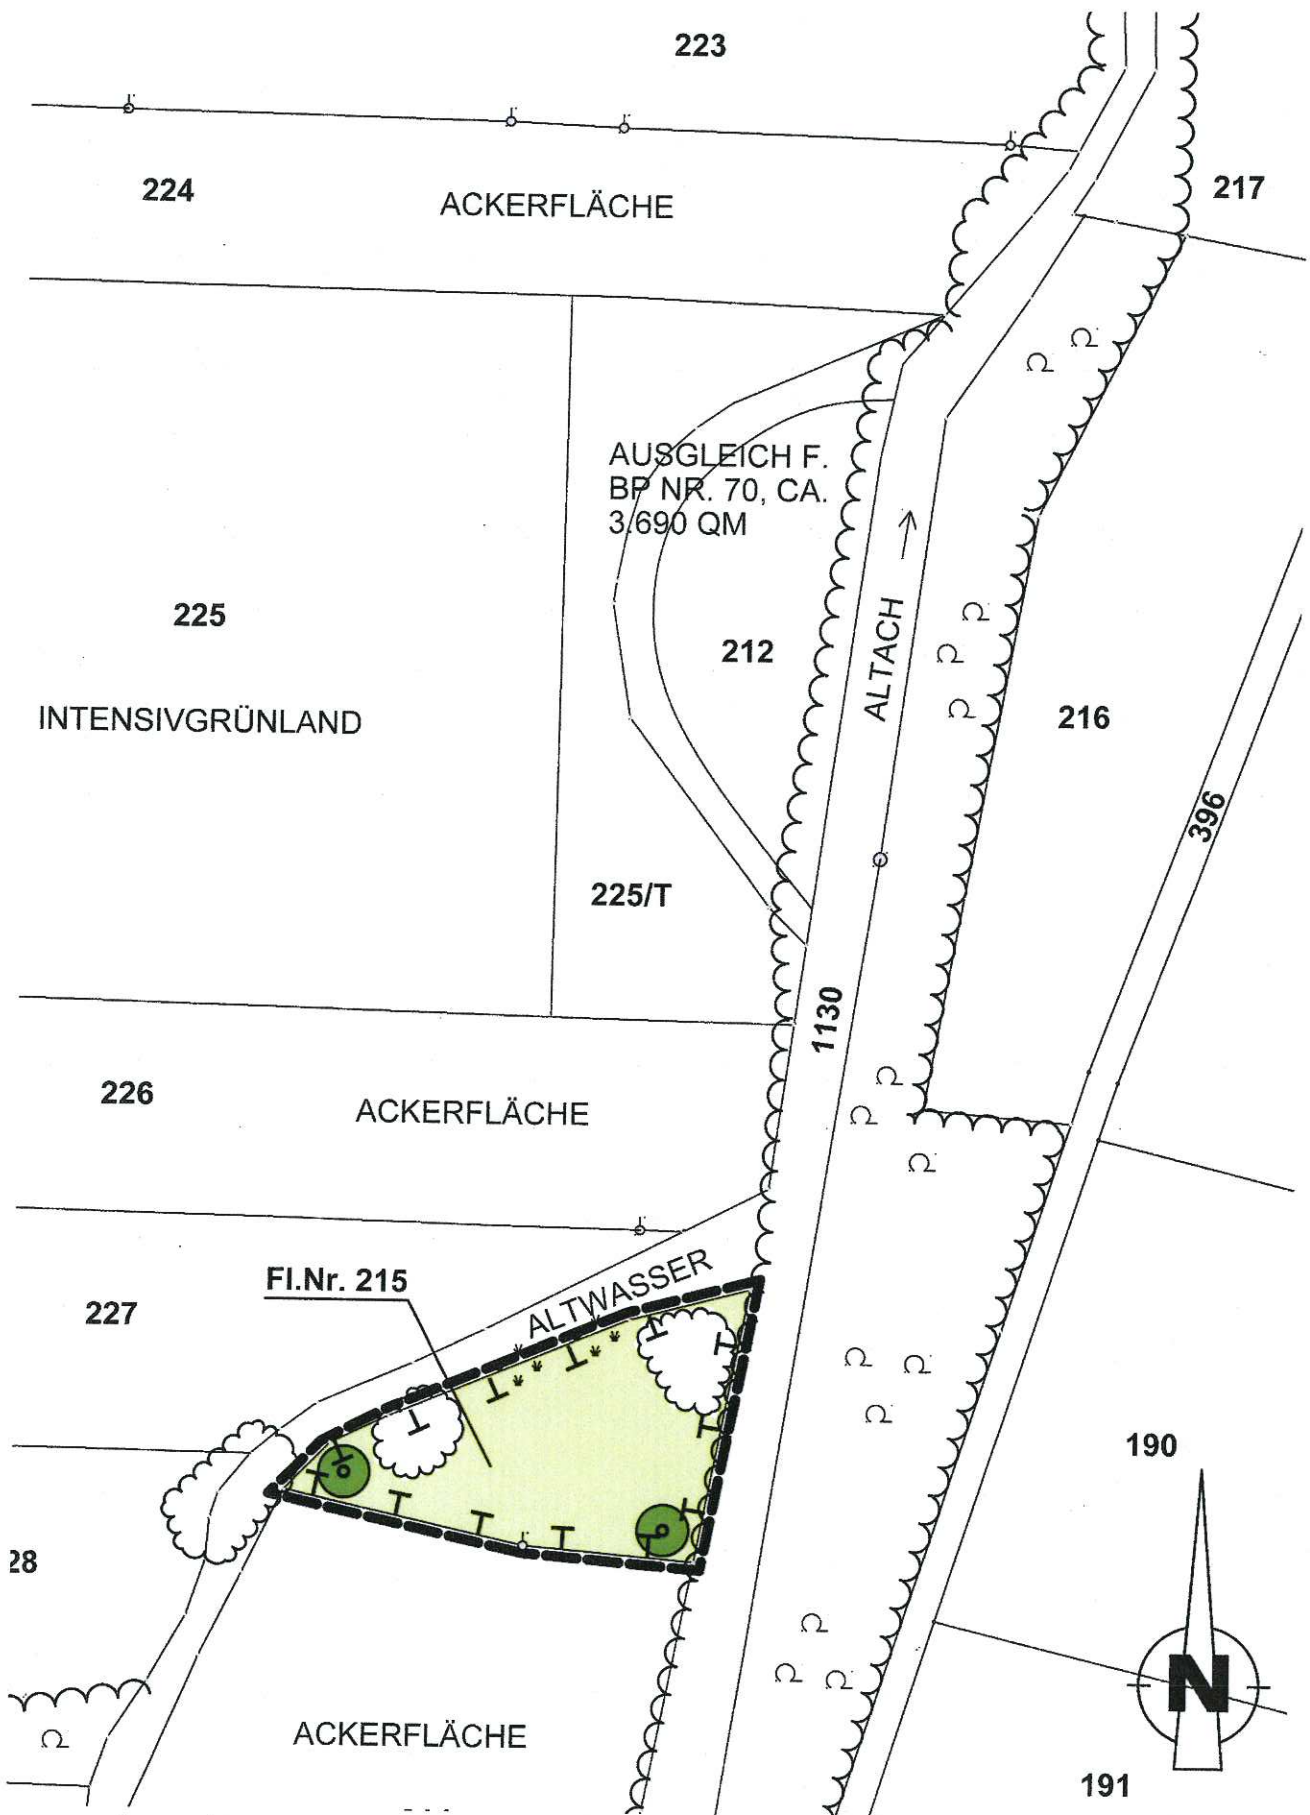 223
224
ACKERFLÄCHE
217
AUSGLEICH F.
BP NR. 70, CA.
3.690 QM
225
212
ALTACH
INTENSIVGRÜNLAND
216
396
225/T
1130
226
ACKERFLÄCHE
Fl.Nr. 215
ALTWASSER
227
190
28
N
ACKERFLÄCHE
191